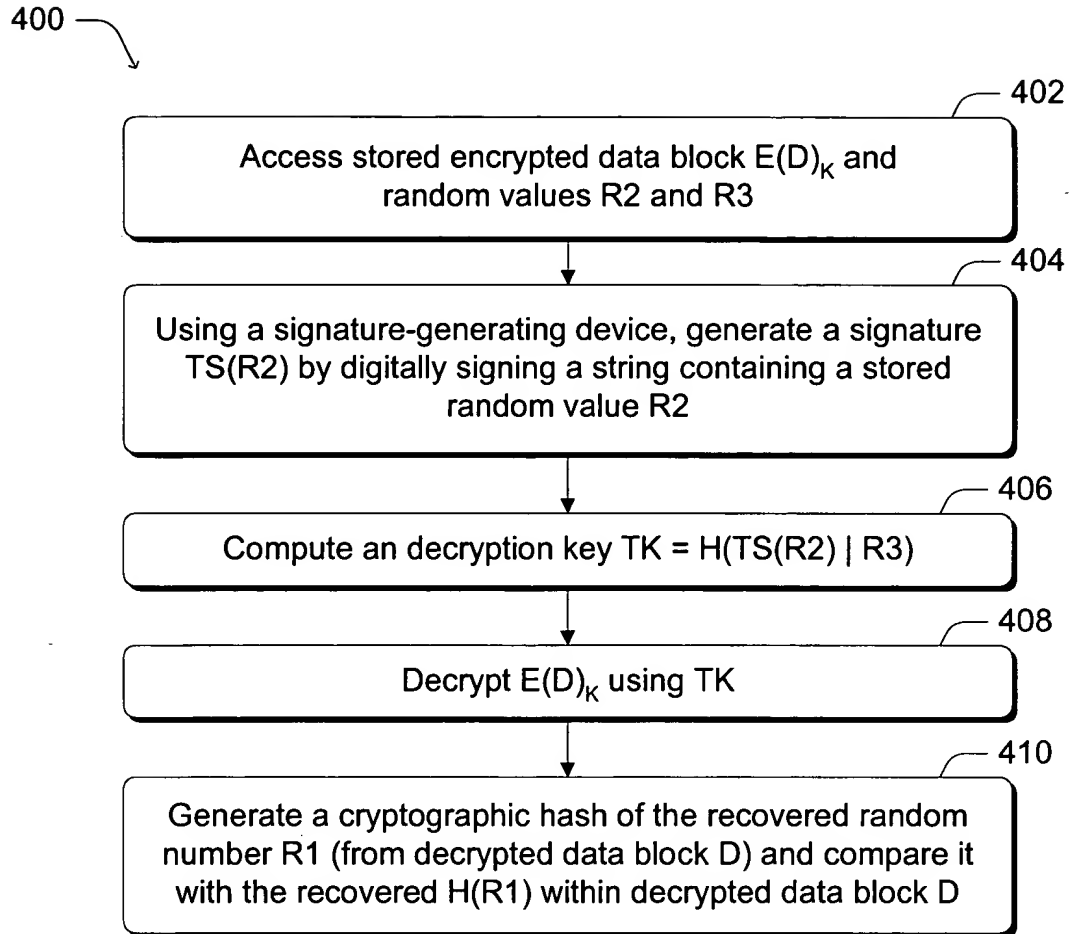 400
402
Access stored encrypted data block E(D)K and
random values R2 and R3
404
Using a signature-generating device, generate a signature
TS(R2) by digitally signing a string containing a stored
random value R2
406
Compute an decryption key TK = H(TS(R2) | R3)
408
Decrypt E(D)K using TK
410
Generate a cryptographic hash of the recovered random
number R1 (from decrypted data block D) and compare it
with the recovered H(R1) within decrypted data block D